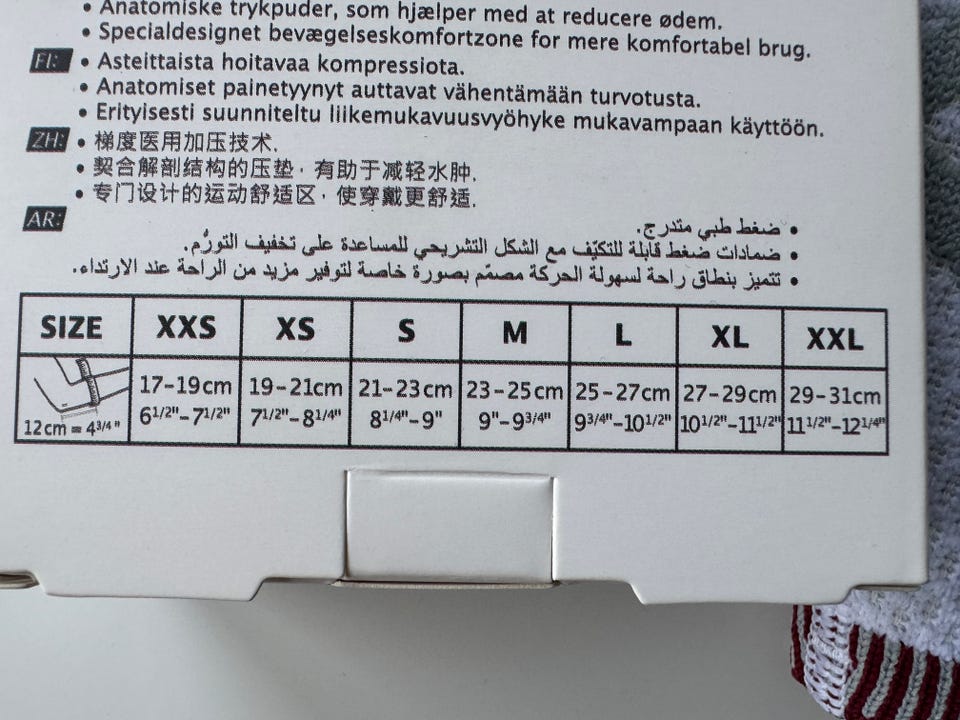 • Anatomiske trykpuder, som hjælper med at reducere ødem.
• Specialdesignet bevægelseskomfortzone for mere komfortabel brug.
FI: • Asteittaista hoitavaa kompressiota.
• Anatomiset painetyynyt auttavat vähentämään turvotusta.
• Erityisesti suunniteltu liikemukavuusvyöhyke mukavampaan käyttöön.
ZH: • 梯度医用加压技术.
• 契合解剖结构的压垫，有助于减轻水肿.
• 专门设计的运动舒适区，使穿戴更舒适.
AR:
• ضغط طبي متدرج.
• ضمادات ضغط قابلة للتكيّف مع الشكل التشريحي للمساعدة على تخفيف التورُّم.
• تتميز بنطاق راحة لسهولة الحركة مصمّم بصورة خاصة لتوفير مزيد من الراحة عند الارتداء.
SIZE XXS XS S M L XL XXL
17-19cm 19-21cm 21-23cm 23-25cm 25-27cm 27-29cm 29-31cm
12cm = 4 3/4" 6 1/2"-7 1/2" 7 1/2"-8 1/4" 8 1/4"-9" 9"-9 3/4" 9 3/4"-10 1/2" 10 1/2"-11 1/2" 11 1/2"-12 1/4"